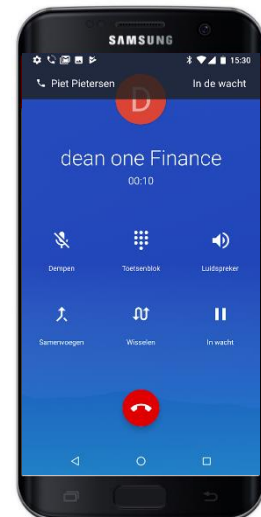 SAMSUNG
15:30
Piet Pietersen In de wacht
D
dean one Finance
00:10
Dempen Toetsenblok Luidspreker
Samenvoegen Wisselen In wacht